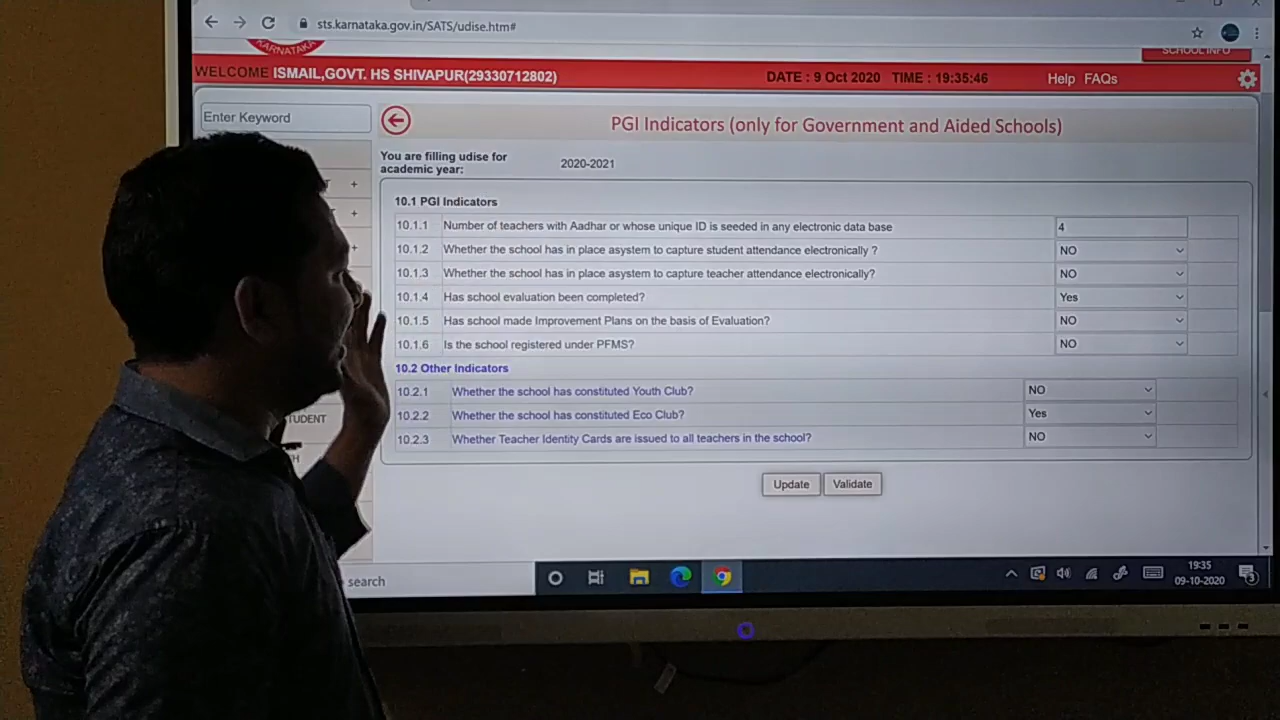 sts.karnataka.gov.in/SATS/udise.htm#
KARNATAKA
SCHOOL INFO
WELCOME ISMAIL,GOVT. HS SHIVAPUR(29330712802) DATE : 9 Oct 2020 TIME : 19:35:46 Help FAQs
Enter Keyword
PGI Indicators (only for Government and Aided Schools)
You are filling udise for
academic year: 2020-2021
10.1 PGI Indicators
10.1.1 Number of teachers with Aadhar or whose unique ID is seeded in any electronic data base 4
10.1.2 Whether the school has in place asystem to capture student attendance electronically ? NO
10.1.3 Whether the school has in place asystem to capture teacher attendance electronically? NO
10.1.4 Has school evaluation been completed? Yes
10.1.5 Has school made Improvement Plans on the basis of Evaluation? NO
10.1.6 Is the school registered under PFMS? NO
10.2 Other Indicators
10.2.1 Whether the school has constituted Youth Club? NO
10.2.2 Whether the school has constituted Eco Club? Yes
10.2.3 Whether Teacher Identity Cards are issued to all teachers in the school? NO
Update Validate
search
19:35
09-10-2020
3